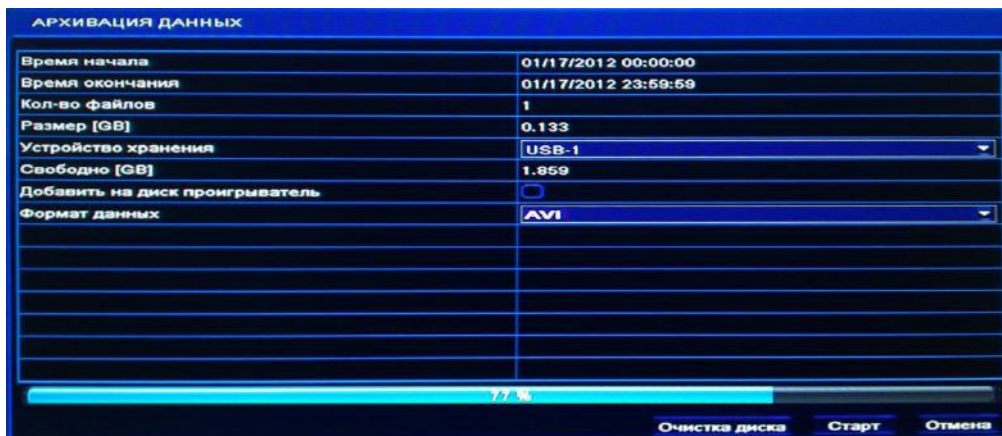 АРХИВАЦИЯ ДАННЫХ
Время начала 01/17/2012 00:00:00
Время окончания 01/17/2012 23:59:59
Кол-во файлов 1
Размер [GB] 0.133
Устройство хранения USB-1
Свободно [GB] 1.859
Добавить на диск проигрыватель
Формат данных AVI
77 %
Очистка диска Старт Отмена